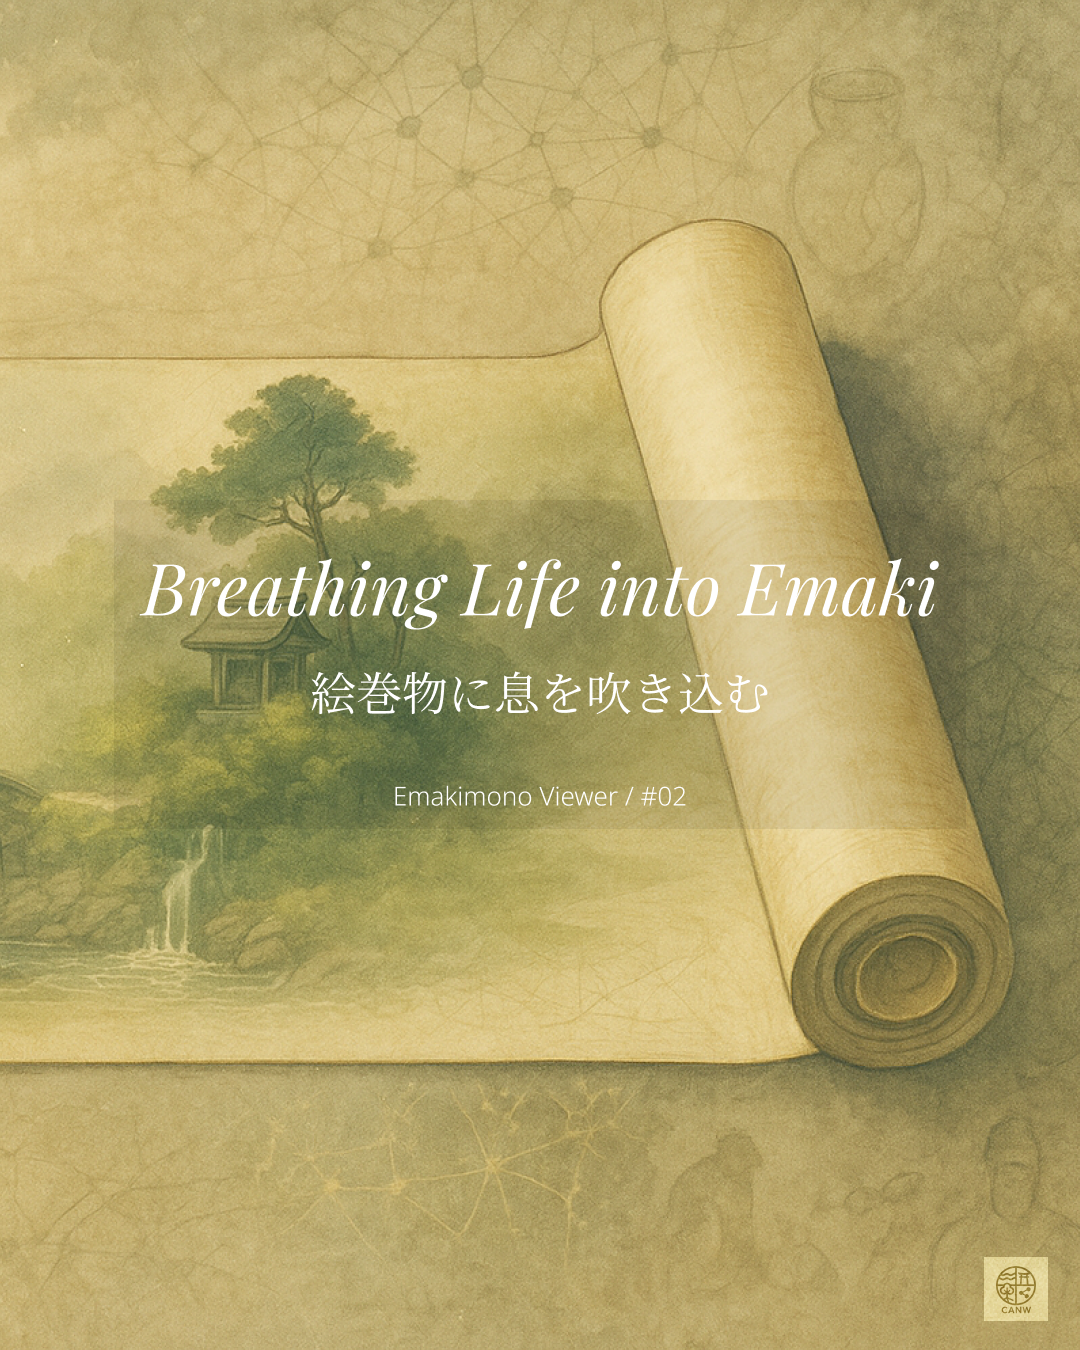 Breathing Life into Emaki
絵巻物に息を吹き込む
Emakimono Viewer / #02
CANW